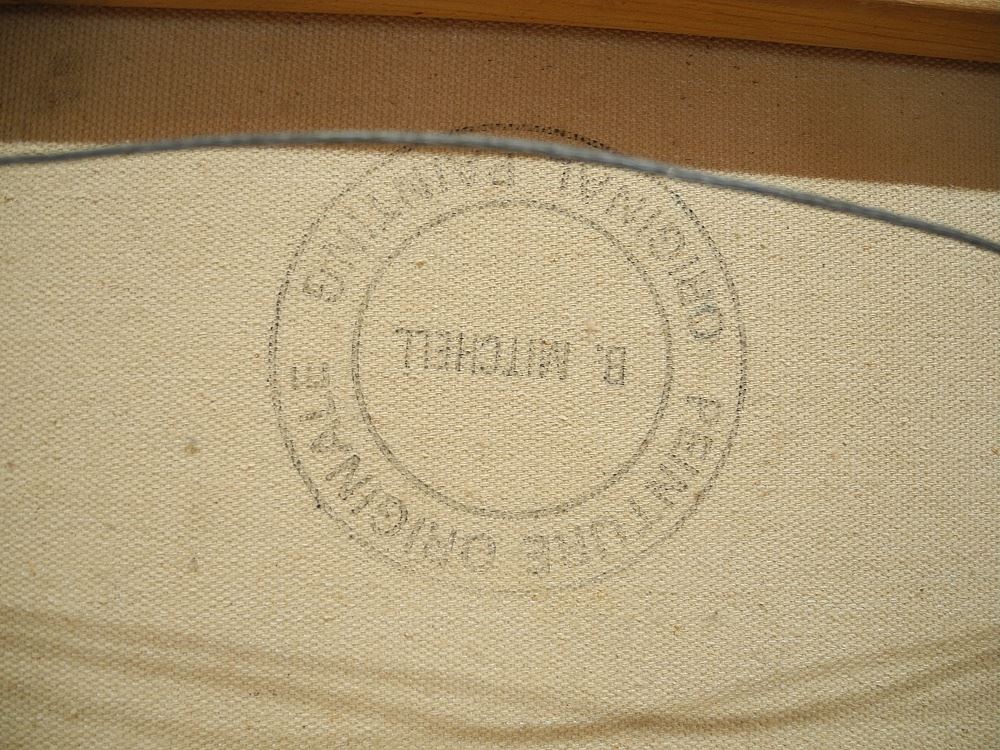 PEINTURE ORIGINALE
B. MITCHELL
ORIGINAL PAINTING